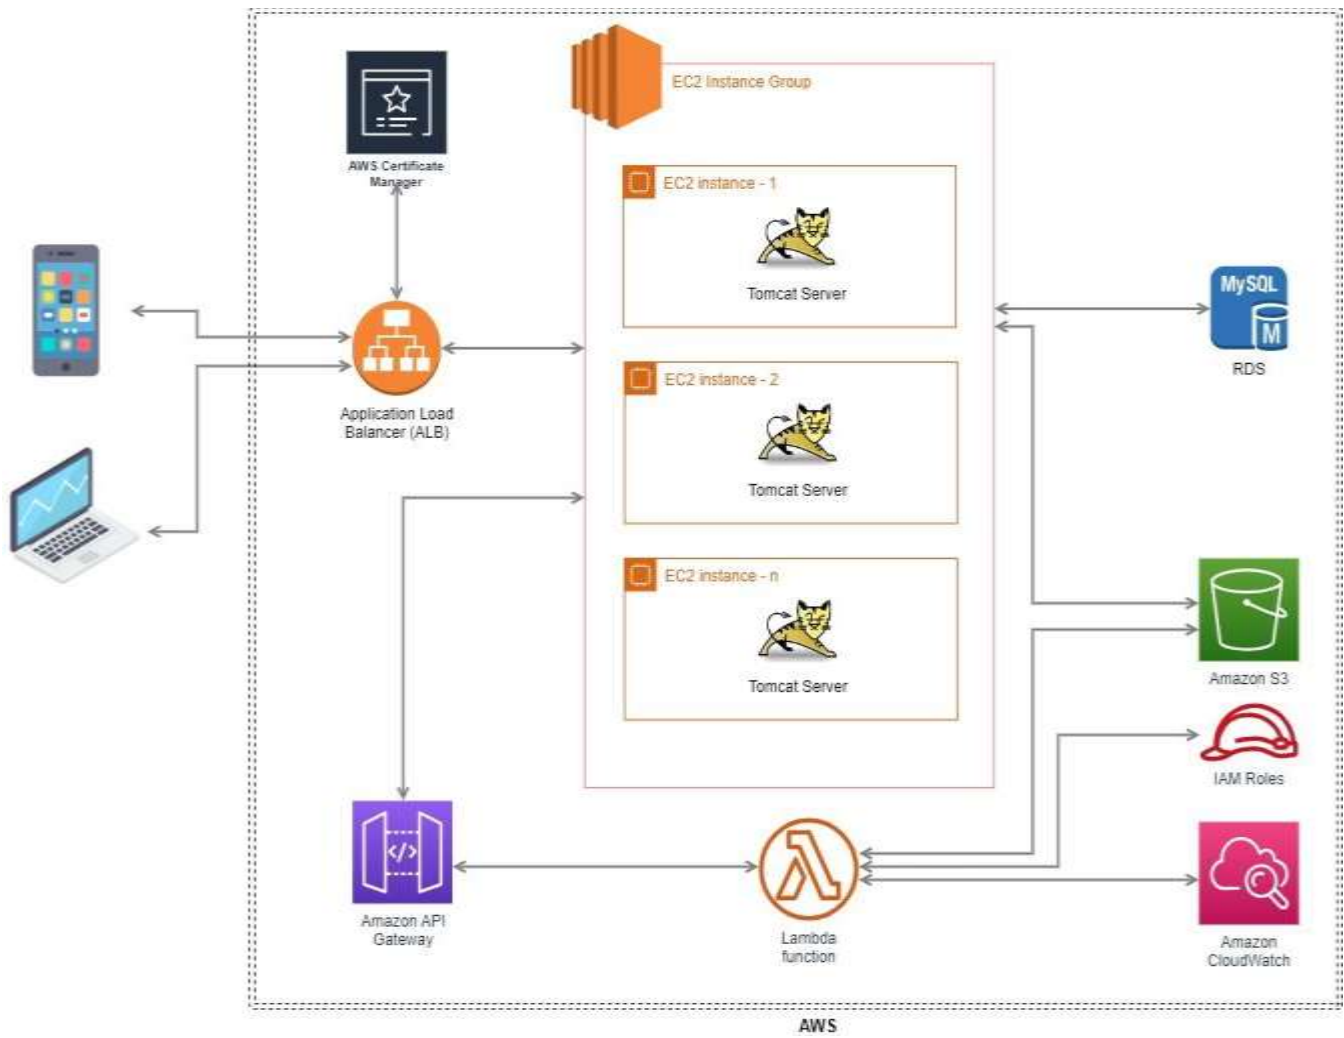 EC2 Instance Group
AWS Certificate
Manager
EC2 instance - 1
Tomcat Server
MySQL
M
RDS
Application Load
Balancer (ALB)
EC2 instance - 2
Tomcat Server
EC2 instance - n
Tomcat Server
Amazon S3
IAM Roles
</>
Amazon API
Gateway
Lambda
function
Amazon
CloudWatch
AWS